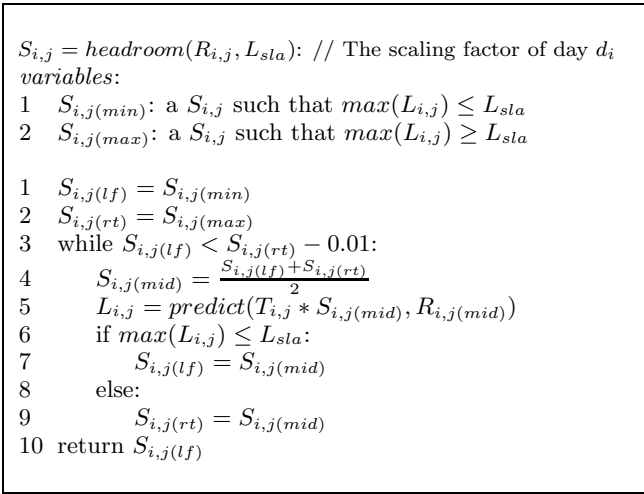 S_{i,j} = headroom(R_{i,j}, L_{sla}): // The scaling factor of day d_i
variables:
1 S_{i,j(min)}: a S_{i,j} such that max(L_{i,j}) ≤ L_{sla}
2 S_{i,j(max)}: a S_{i,j} such that max(L_{i,j}) ≥ L_{sla}
1 S_{i,j(lf)} = S_{i,j(min)}
2 S_{i,j(rt)} = S_{i,j(max)}
3 while S_{i,j(lf)} < S_{i,j(rt)} − 0.01:
4 S_{i,j(mid)} = \frac{S_{i,j(lf)}+S_{i,j(rt)}}{2}
5 L_{i,j} = predict(T_{i,j} * S_{i,j(mid)}, R_{i,j(mid)})
6 if max(L_{i,j}) ≤ L_{sla}:
7 S_{i,j(lf)} = S_{i,j(mid)}
8 else:
9 S_{i,j(rt)} = S_{i,j(mid)}
10 return S_{i,j(lf)}